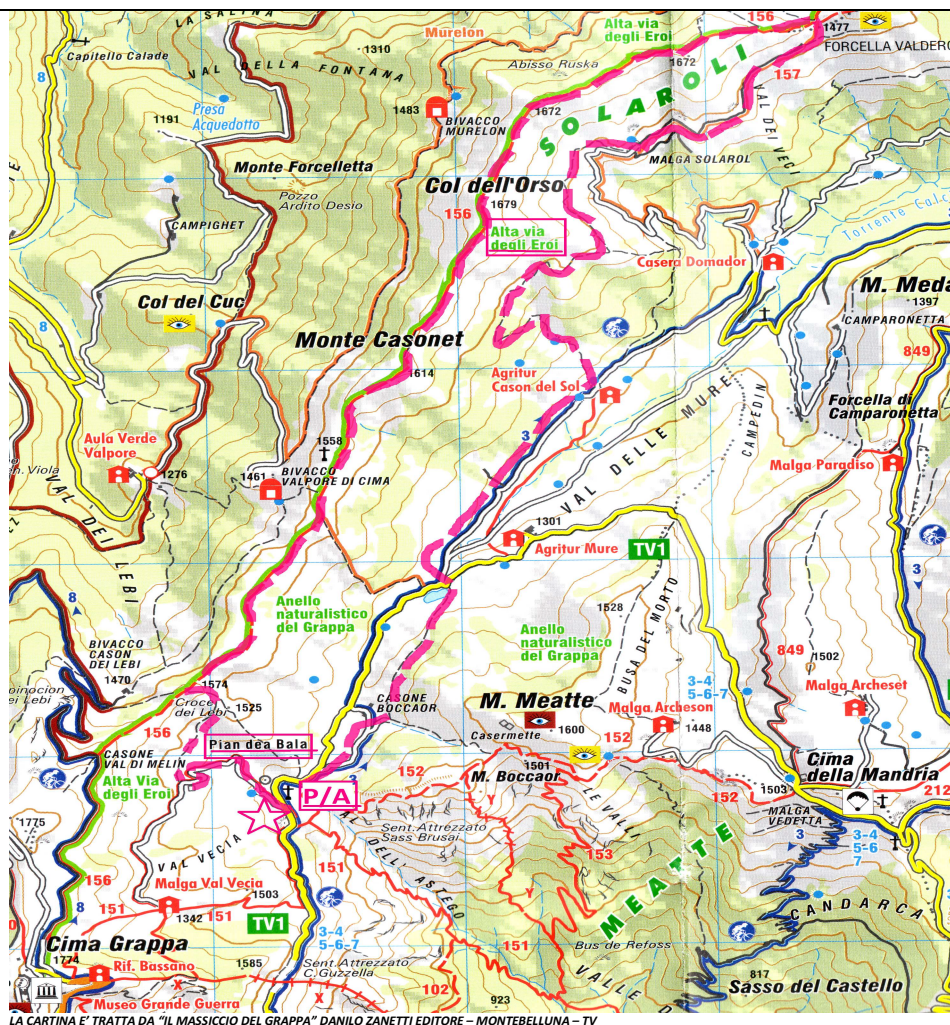 LA SALINA
Murelon
Alta via
degli Eroi
156
1477
FORCELLA VALDERO
8
Capitello Calade
1310
VAL DELLA FONTANA
Abisso Ruska
1672
SOLAROLI
157
Presa
Acquedotto
1191
1483
BIVACCO
MURELON
1672
VAL DEI VECI
Monte Forcelletta
MALGA SOLAROL
Pozzo
Ardito Desio
Col dell'Orso
1679
156
CAMPIGHET
Alta via
degli Eroi
Casera Domador
Col del Cuc
M. Meda
1397
CAMPARONETTA
8
Monte Casonet
849
1614
Agritur
Cason del Sol
MURE
CAMPEDIN
Forcella di
Camparonetta
3
Aula Verde
Valpore
1276
1558
1461
BIVACCO
VALPORE DI CIMA
VAL DELLE
Malga Paradiso
n. Viola
VAL DEI LEBI
1301
Agritur Mure
TV1
3
8
Anello
naturalistico
del Grappa
1528
Anello
naturalistico
del Grappa
BUSA DEL MORTO
849
1502
BIVACCO
CASON
DEI LEBI
1470
1574
Croce
dei Lebi
1525
CASONE
BOCCAOR
3-4
5-6-7
Malga Archeset
M. Meatte
Casermette
1600
Malga Archeson
1448
156
Pian dea Bala
152
CASONE
VAL DI MELIN
Alta Via
degli Eroi
3
152
1501
M. Boccaor
Cima
della Mandria
1503
P/A
152
212
MALGA
VEDETTA
1775
Sent. Attrezzato
Sass Brusai
LE VALLI
3
3-4
5-6
7
VAL VECIA
VAL DELL'ASTEGO
153
MEATTE
151
156
Malga Val Vecia
1503
151
1342
151
8
TV1
3-4
5-6-7
CANDARCA
Cima Grappa
1774
151
Bus de Refoss
Rif. Bassano
1585
Sent. Attrezzato
C. Guzzella
VALLE
817
Sasso del Castello
102
923
Museo Grande Guerra
LA CARTINA E' TRATTA DA "IL MASSICCIO DEL GRAPPA" DANILO ZANETTI EDITORE – MONTEBELLUNA – TV